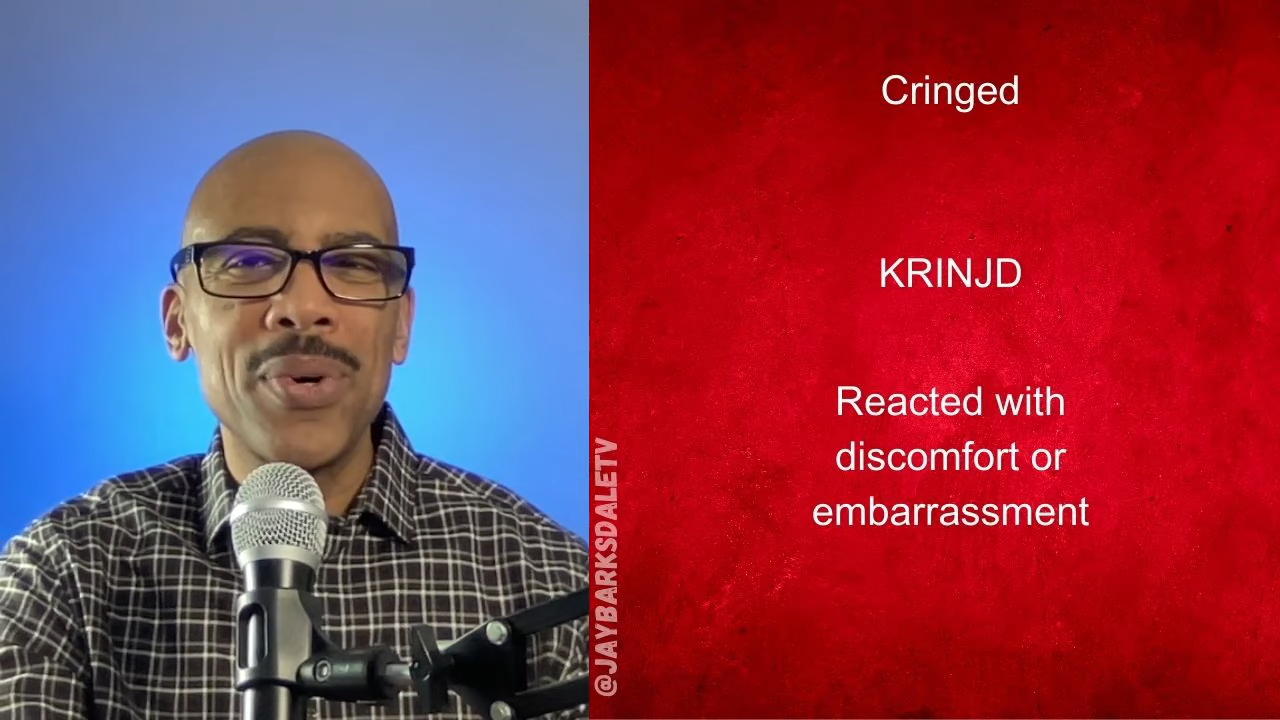 Cringed
KRINJD
Reacted with
discomfort or
embarrassment
@JAYBARKSDALETV